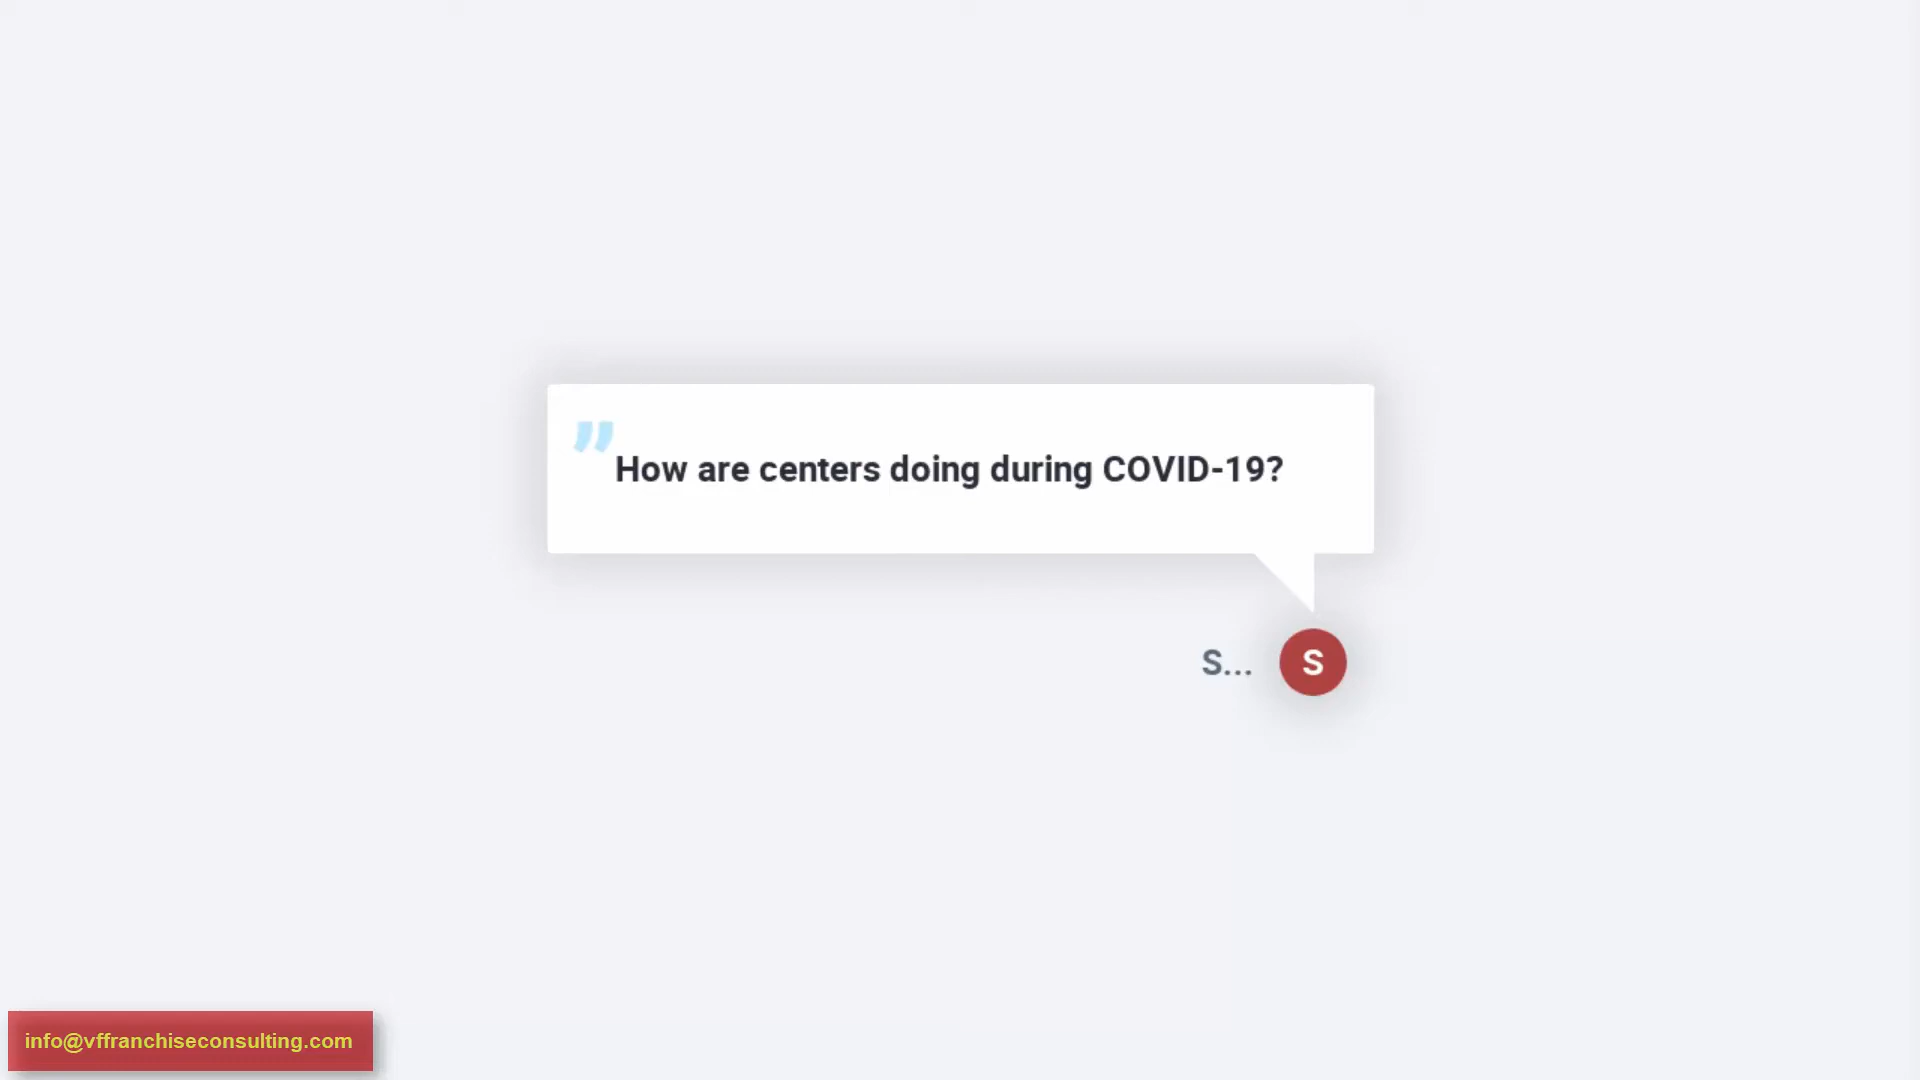 ”
How are centers doing during COVID-19?
S... S
info@vffranchiseconsulting.com